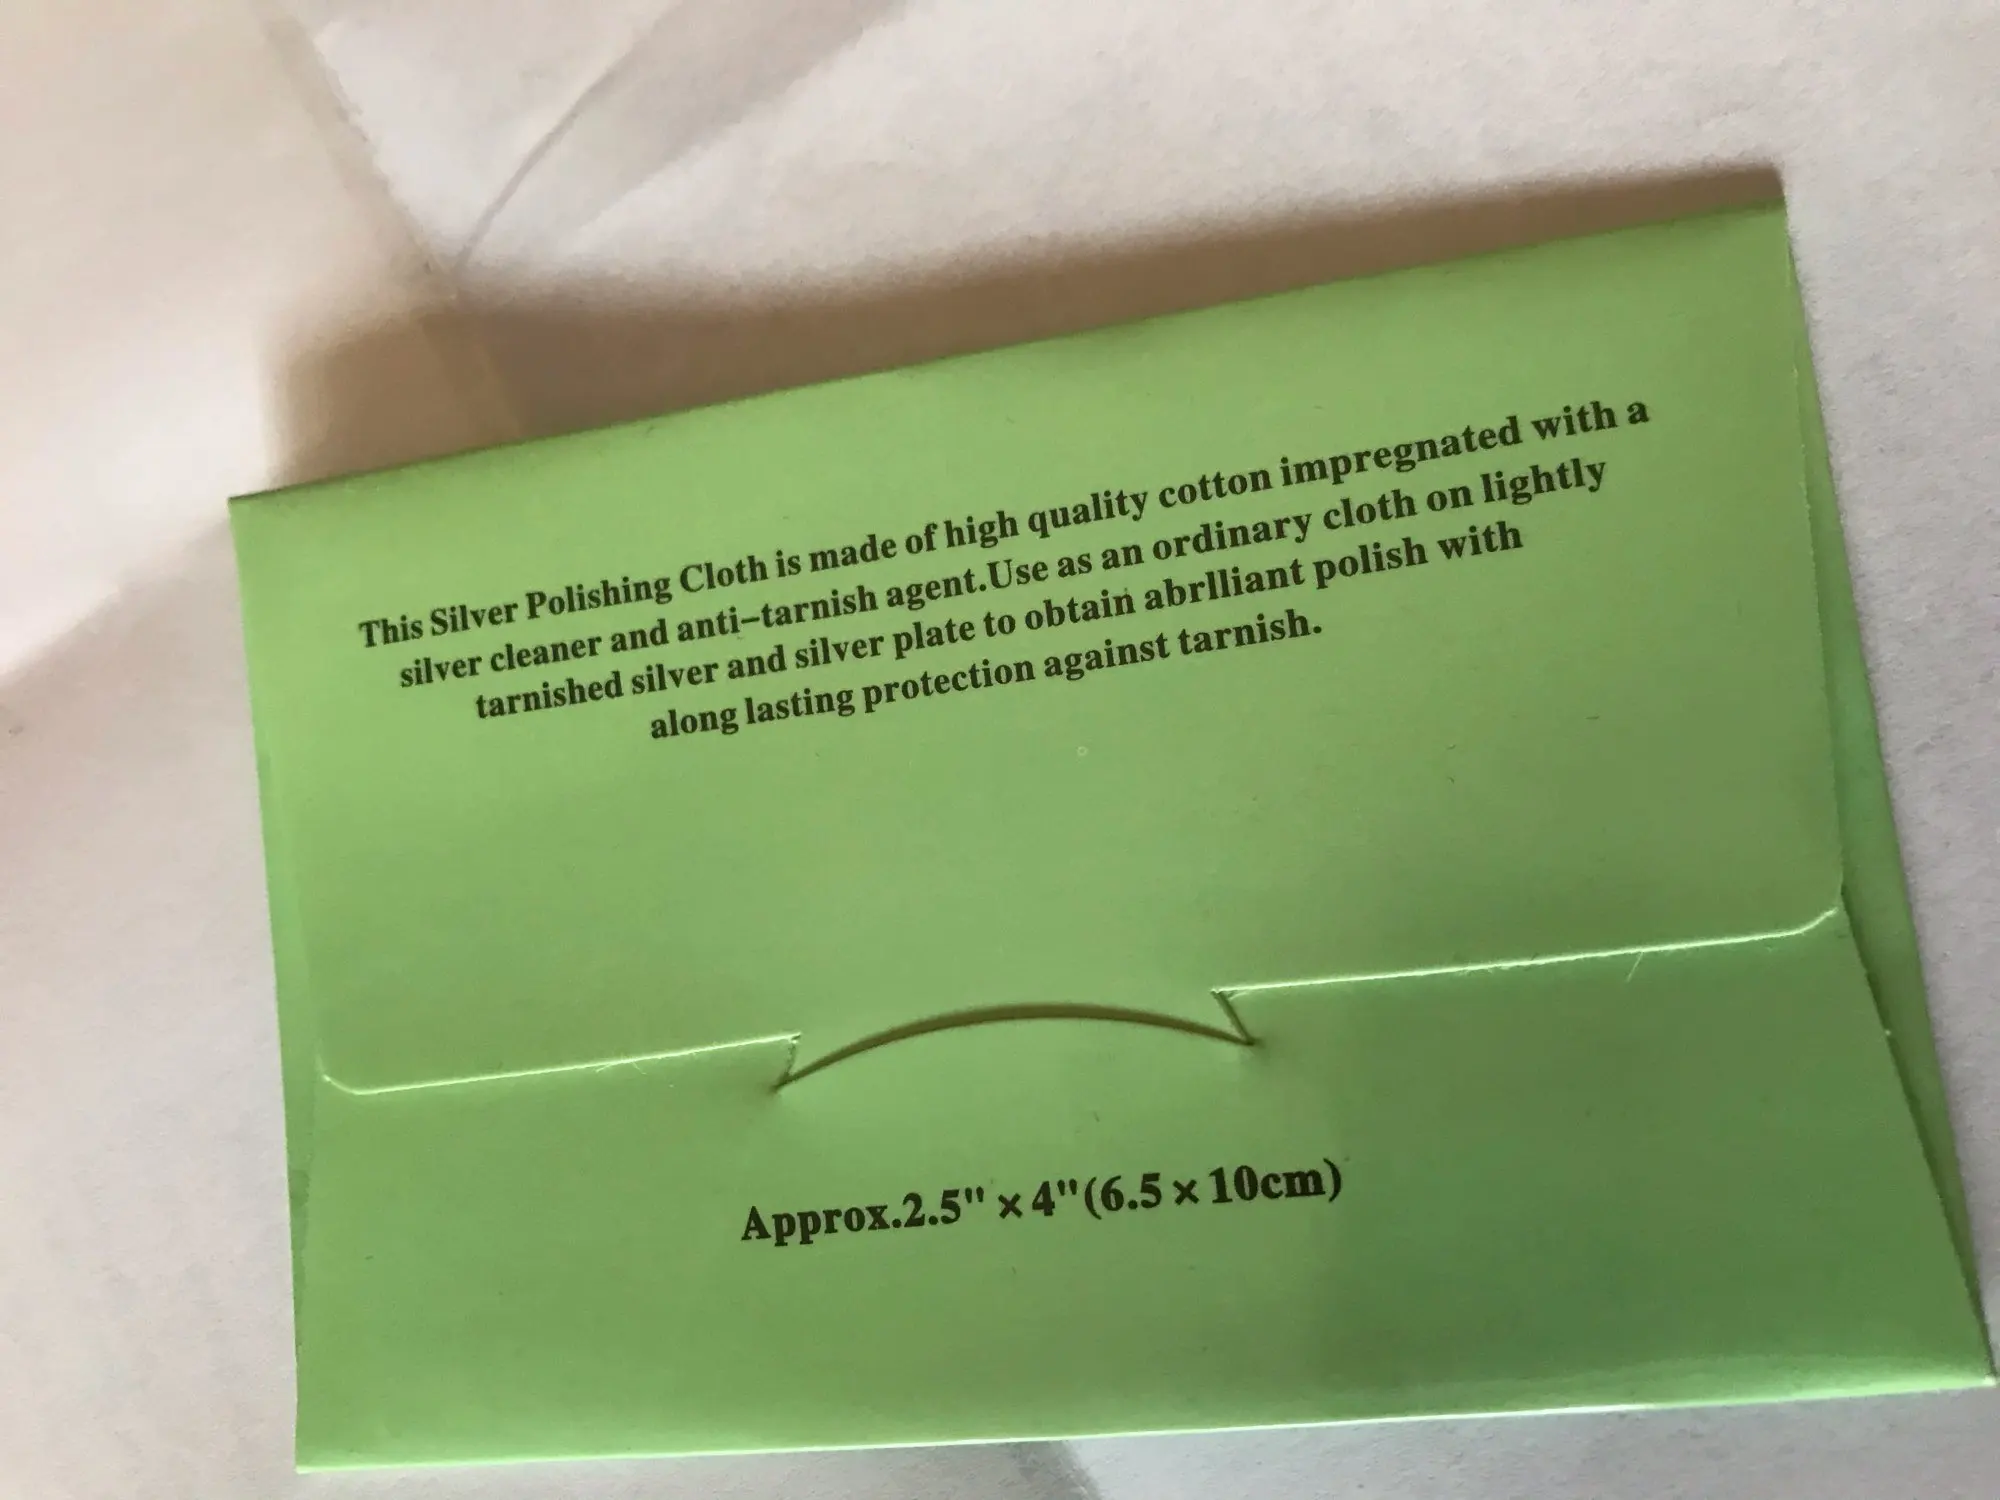 This Silver Polishing Cloth is made of high quality cotton impregnated with a
silver cleaner and anti-tarnish agent.Use as an ordinary cloth on lightly
tarnished silver and silver plate to obtain abrlliant polish with
along lasting protection against tarnish.
Approx.2.5" × 4"(6.5 × 10cm)